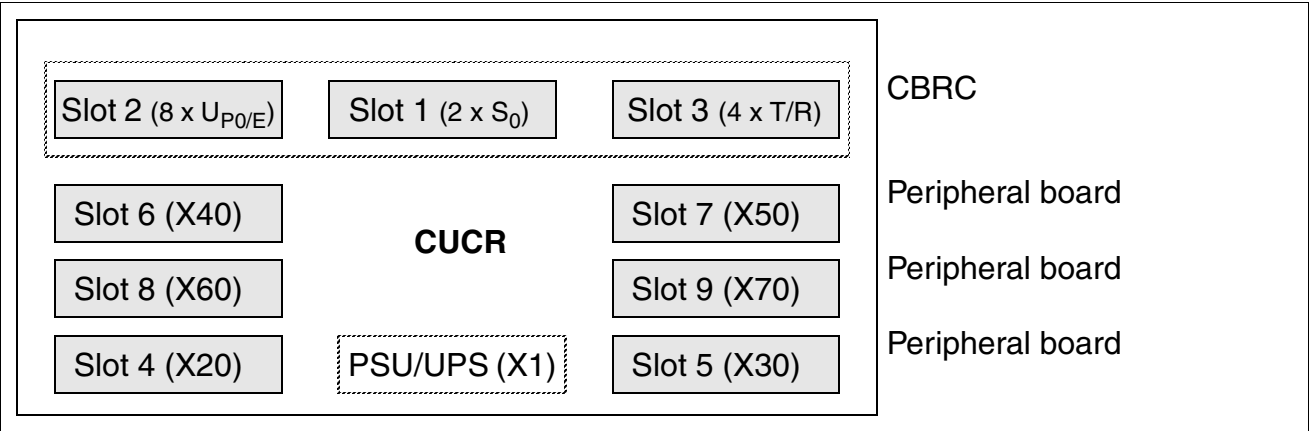 Slot 2 (8 x UP0/E) Slot 1 (2 x S0) Slot 3 (4 x T/R) CBRC
Slot 6 (X40) Slot 7 (X50) Peripheral board
CUCR
Slot 8 (X60) Slot 9 (X70) Peripheral board
Slot 4 (X20) PSU/UPS (X1) Slot 5 (X30) Peripheral board